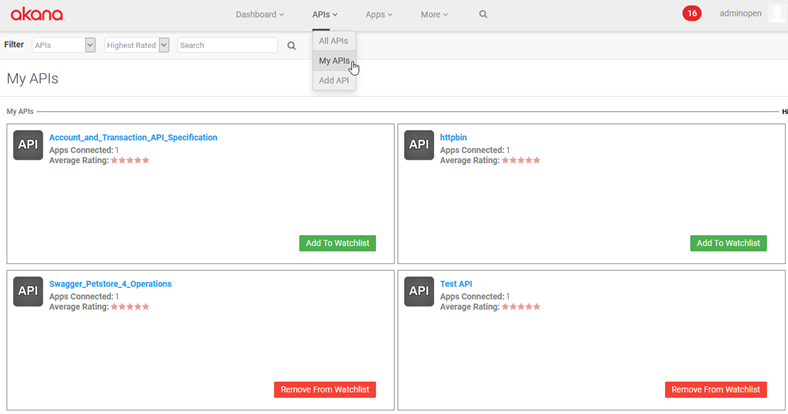 akana
Dashboard APIs Apps More 16 adminopen
Filter APIs Highest Rated Search
All APIs
My APIs
Add API
My APIs
My APIs Hi
API Account_and_Transaction_API_Specification
Apps Connected: 1
Average Rating:
Add To Watchlist
API httpbin
Apps Connected: 1
Average Rating:
Add To Watchlist
API Swagger_Petstore_4_Operations
Apps Connected: 1
Average Rating:
Remove From Watchlist
API Test API
Apps Connected: 1
Average Rating:
Remove From Watchlist